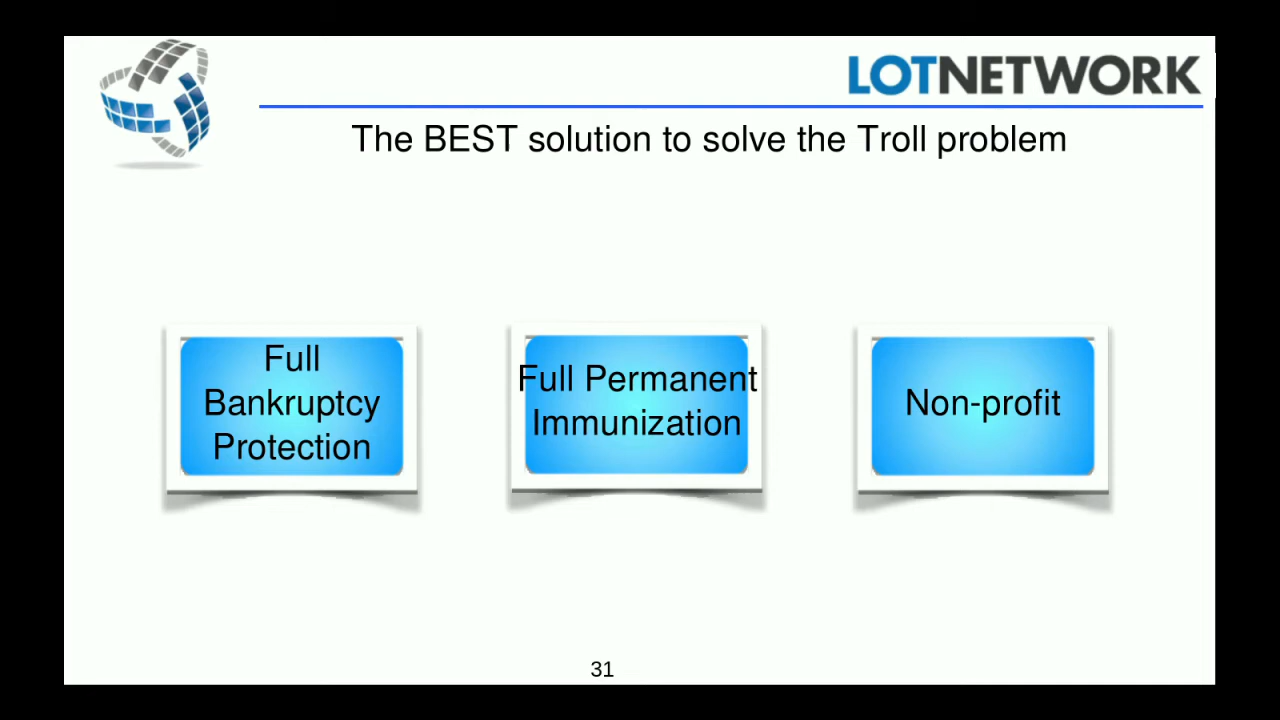 LOTNETWORK
The BEST solution to solve the Troll problem
Full
Bankruptcy
Protection
Full Permanent
Immunization
Non-profit
31